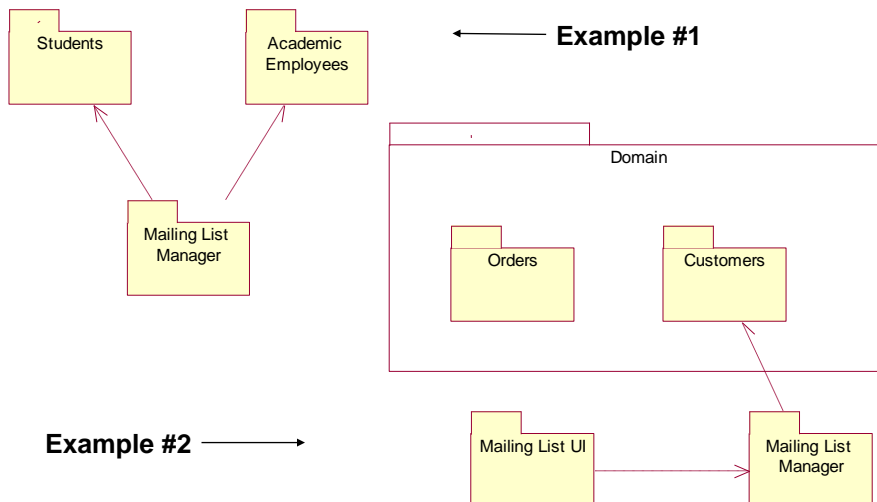 Students
Academic
Employees
Example #1
Mailing List
Manager
Domain
Orders
Customers
Example #2
Mailing List UI
Mailing List
Manager